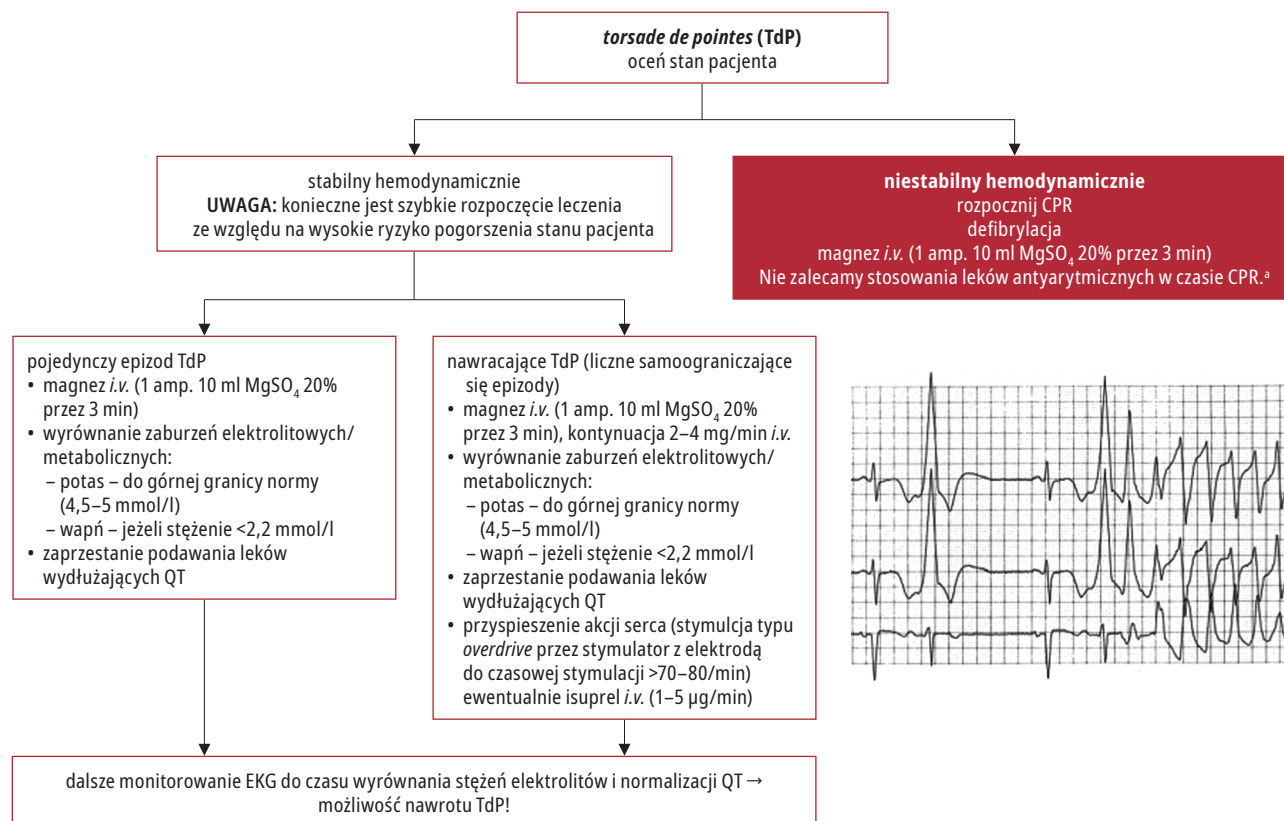 torsade de pointes (TdP)
oceń stan pacjenta
stabilny hemodynamicznie
UWAGA: konieczne jest szybkie rozpoczęcie leczenia
ze względu na wysokie ryzyko pogorszenia stanu pacjenta
niestabilny hemodynamicznie
rozpocznij CPR
defibrylacja
magnez i.v. (1 amp. 10 ml MgSO₄ 20% przez 3 min)
Nie zalecamy stosowania leków antyarytmicznych w czasie CPR.ᵃ
pojedynczy epizod TdP
• magnez i.v. (1 amp. 10 ml MgSO₄ 20%
przez 3 min)
• wyrównanie zaburzeń elektrolitowych/
metabolicznych:
– potas – do górnej granicy normy
(4,5–5 mmol/l)
– wapń – jeżeli stężenie <2,2 mmol/l
• zaprzestanie podawania leków
wydłużających QT
nawracające TdP (liczne samoograniczające
się epizody)
• magnez i.v. (1 amp. 10 ml MgSO₄ 20%
przez 3 min), kontynuacja 2–4 mg/min i.v.
• wyrównanie zaburzeń elektrolitowych/
metabolicznych:
– potas – do górnej granicy normy
(4,5–5 mmol/l)
– wapń – jeżeli stężenie <2,2 mmol/l
• zaprzestanie podawania leków
wydłużających QT
• przyspieszenie akcji serca (stymulcja typu
overdrive przez stymulator z elektrodą
do czasowej stymulacji >70–80/min)
ewentualnie isuprel i.v. (1–5 µg/min)
dalsze monitorowanie EKG do czasu wyrównania stężeń elektrolitów i normalizacji QT →
możliwość nawrotu TdP!